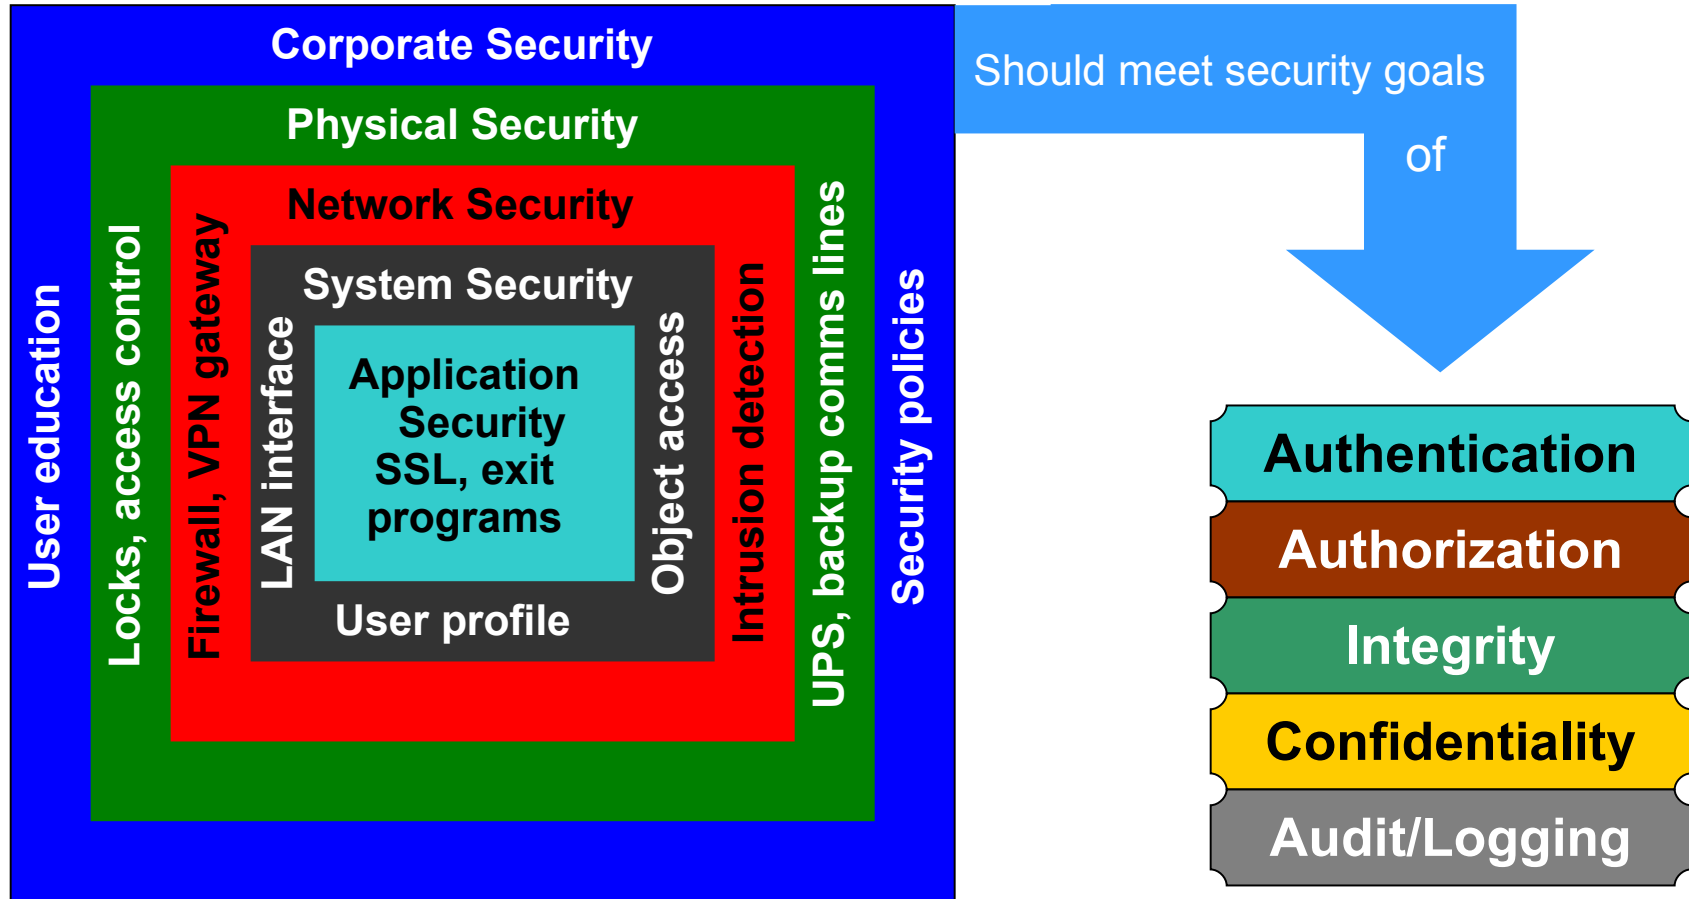 Corporate Security
Physical Security
Network Security
System Security
Application
Security
SSL, exit
programs
User profile
User education
Locks, access control
Firewall, VPN gateway
LAN interface
Object access
Intrusion detection
UPS, backup comms lines
Security policies
Should meet security goals
of
Authentication
Authorization
Integrity
Confidentiality
Audit/Logging